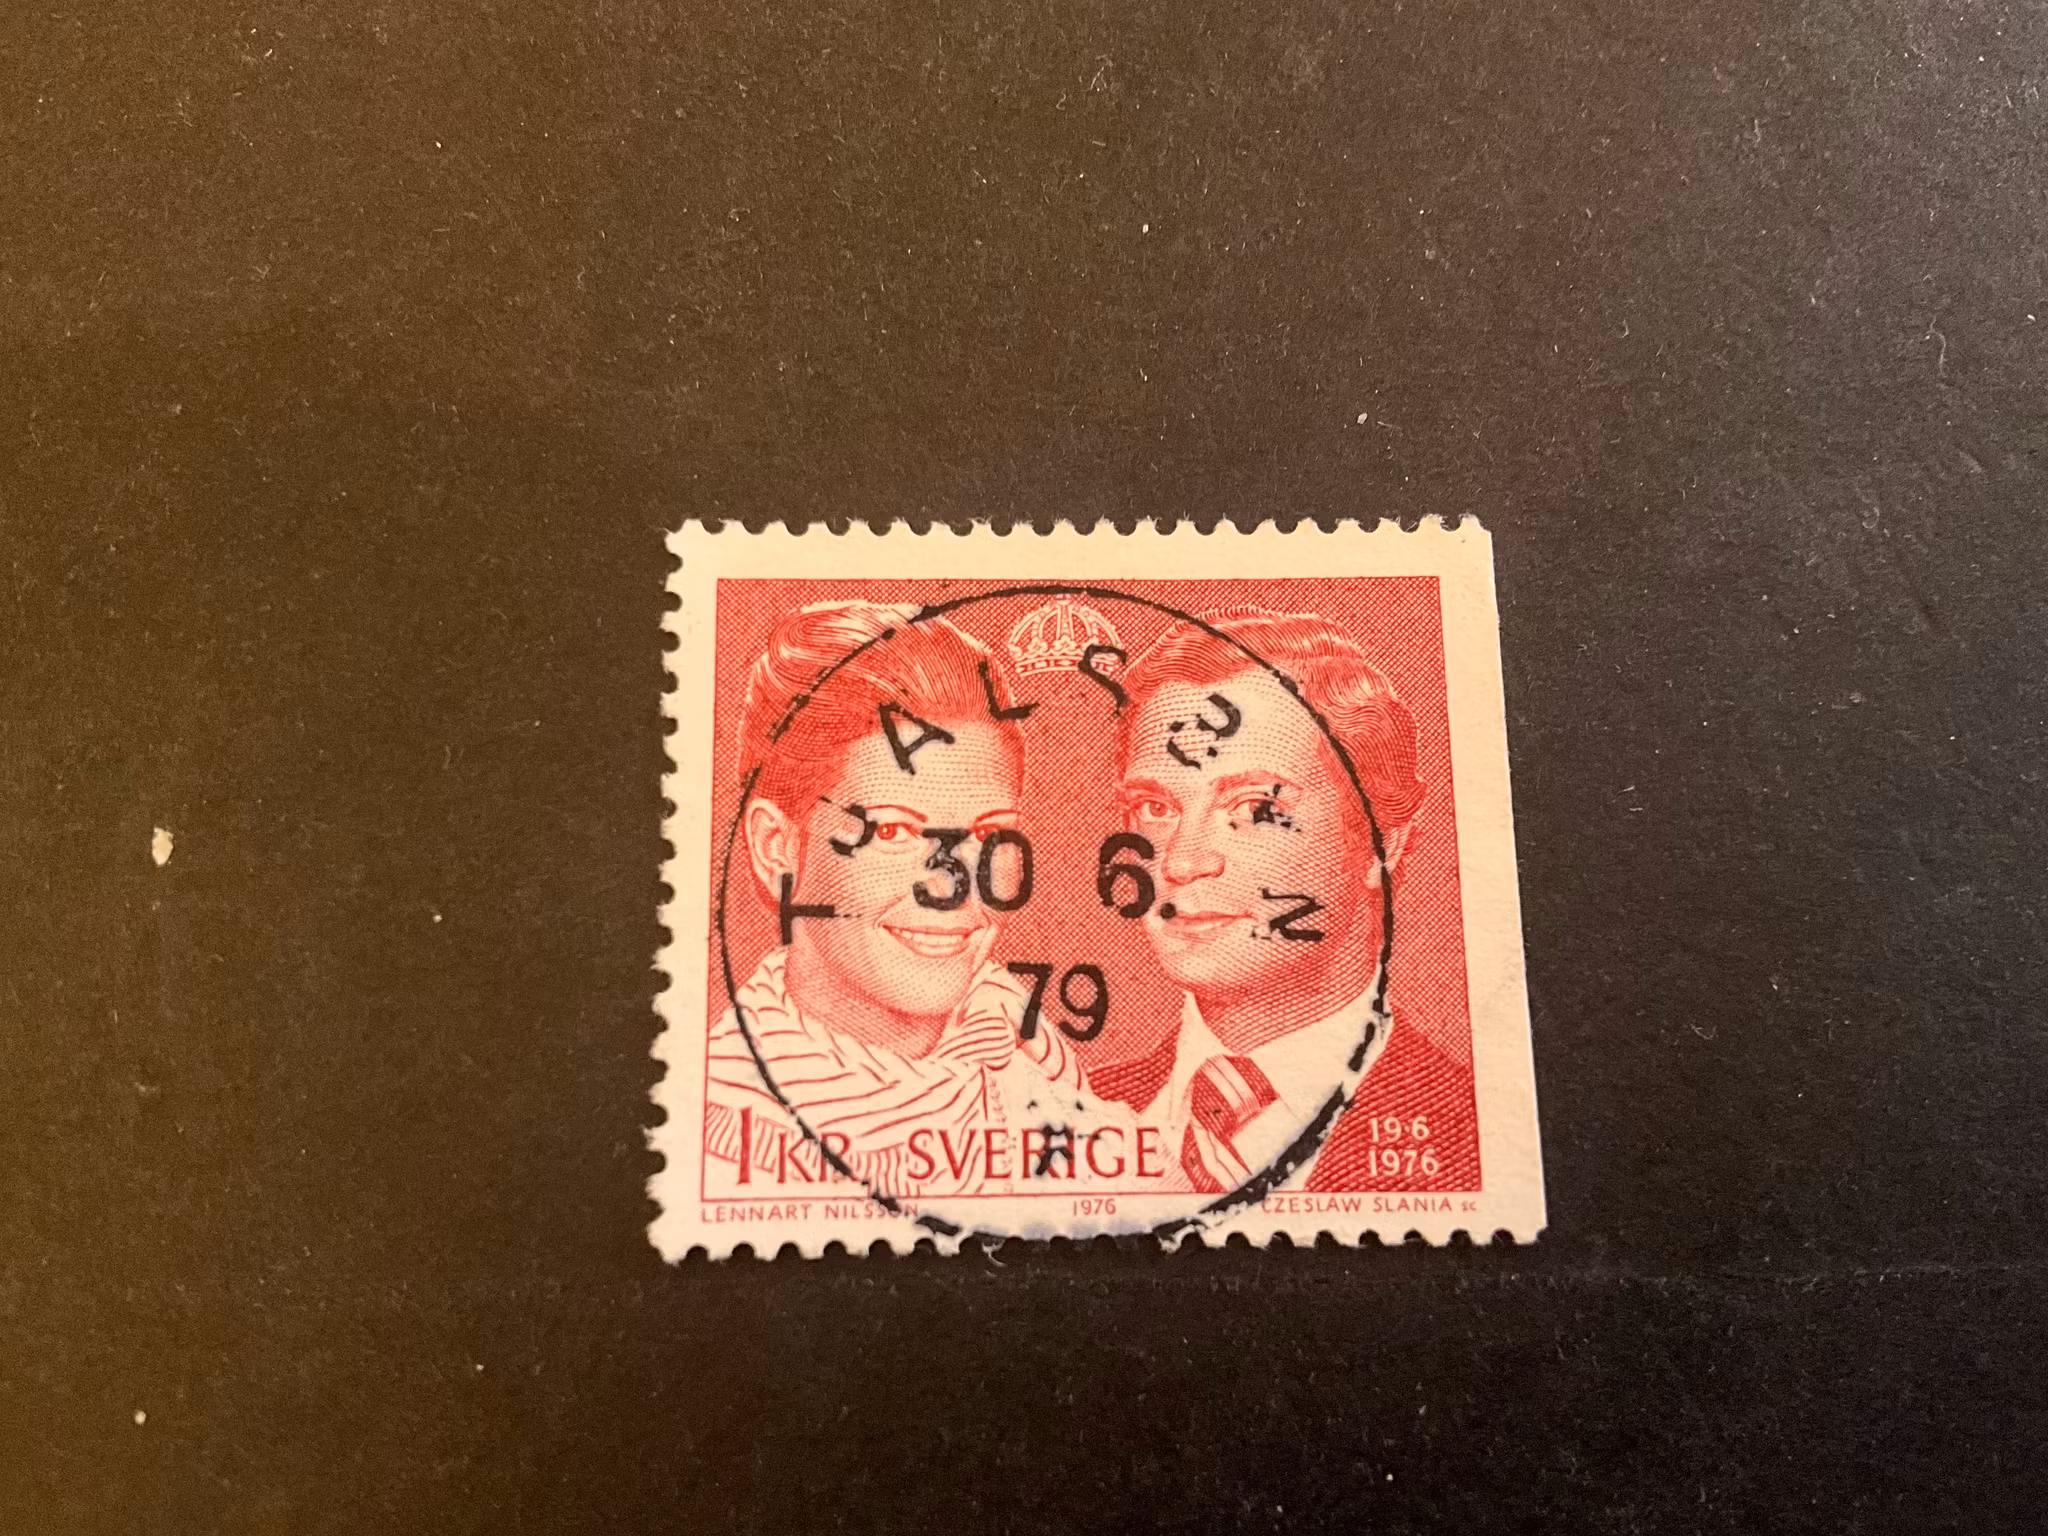 30 6.
79
1 KR SVERIGE
19·6
1976
LENNART NILSSON 1976 CZESLAW SLANIA SC